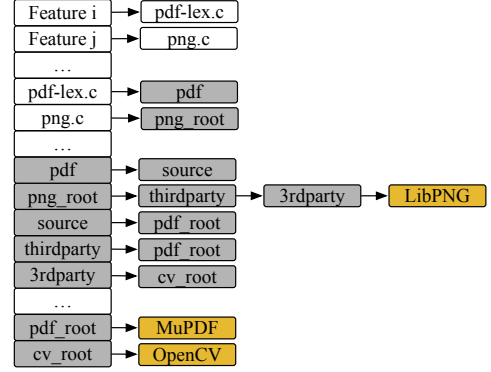 Feature i pdf-lex.c
Feature j png.c
...
pdf-lex.c pdf
png.c png_root
...
pdf source
png_root thirdparty 3rdparty LibPNG
source pdf_root
thirdparty pdf_root
3rdparty cv_root
...
pdf_root MuPDF
cv_root OpenCV